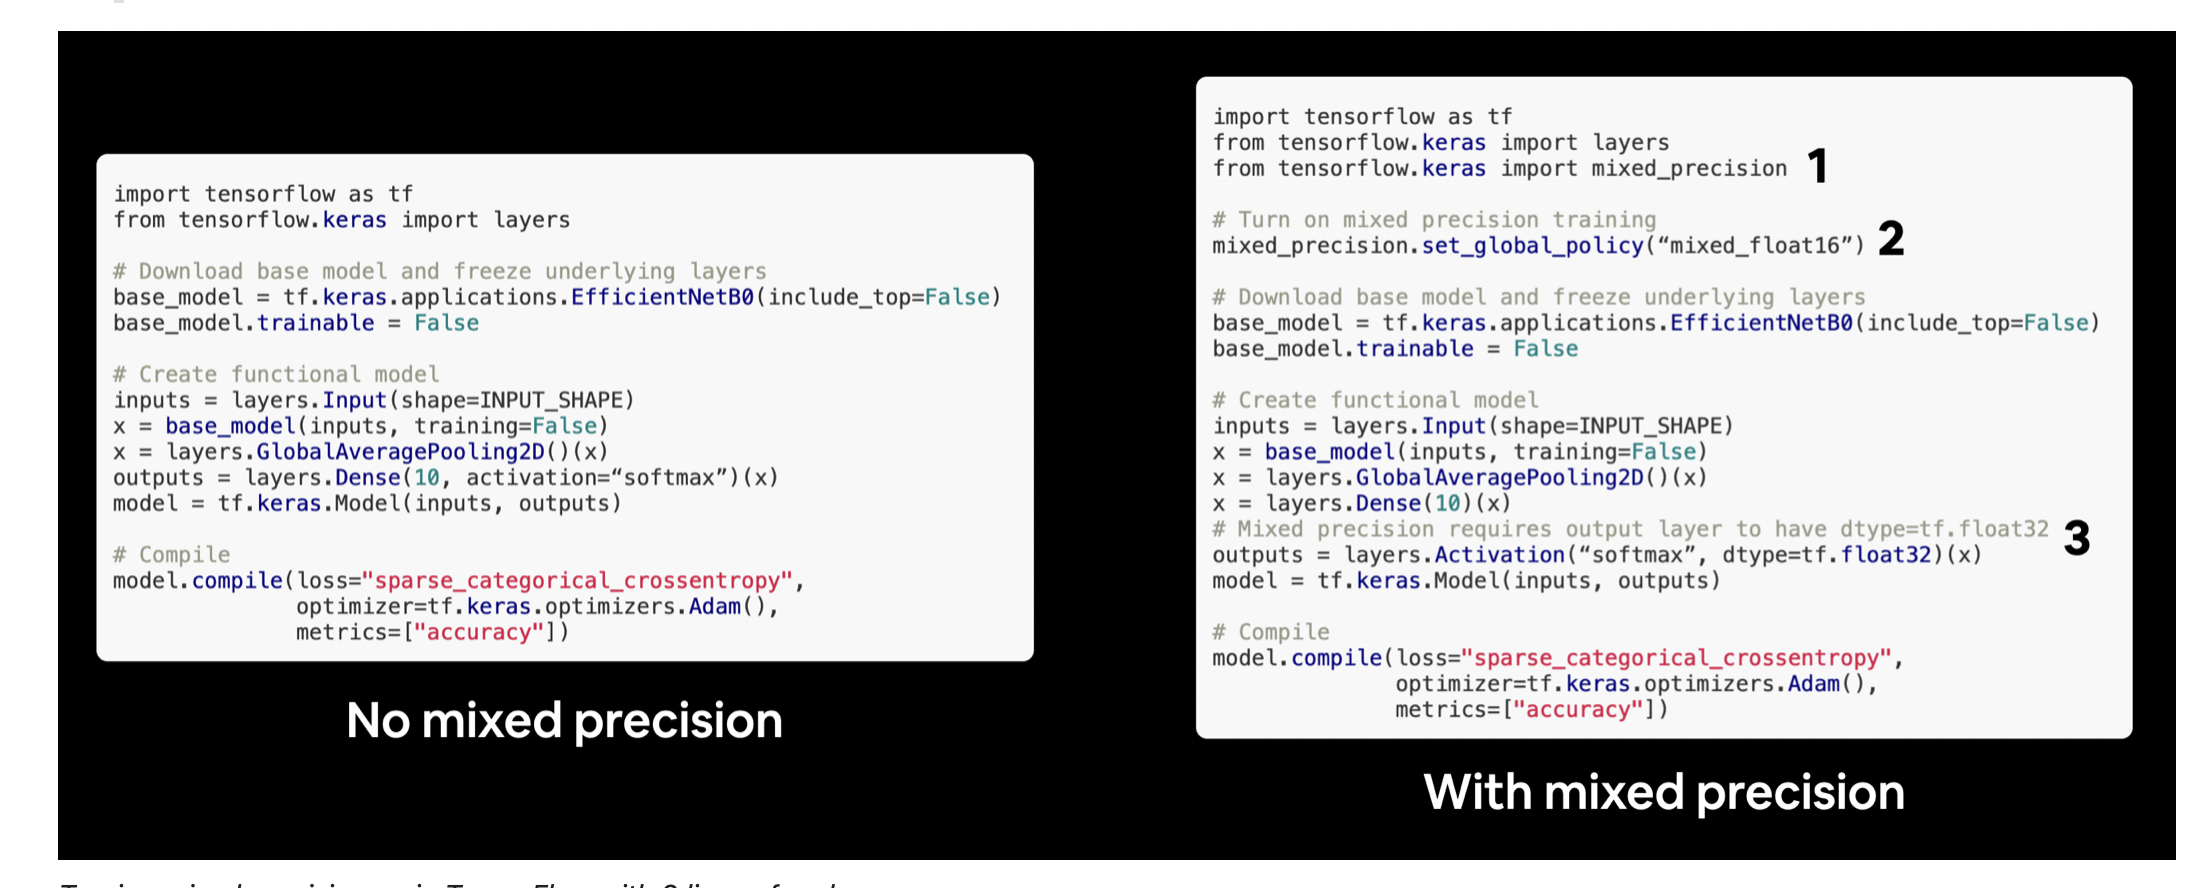 import tensorflow as tf
from tensorflow.keras import layers

# Download base model and freeze underlying layers
base_model = tf.keras.applications.EfficientNetB0(include_top=False)
base_model.trainable = False

# Create functional model
inputs = layers.Input(shape=INPUT_SHAPE)
x = base_model(inputs, training=False)
x = layers.GlobalAveragePooling2D()(x)
outputs = layers.Dense(10, activation=“softmax”)(x)
model = tf.keras.Model(inputs, outputs)

# Compile
model.compile(loss="sparse_categorical_crossentropy",
              optimizer=tf.keras.optimizers.Adam(),
              metrics=["accuracy"])
No mixed precision

import tensorflow as tf
from tensorflow.keras import layers
from tensorflow.keras import mixed_precision 1

# Turn on mixed precision training
mixed_precision.set_global_policy(“mixed_float16”) 2

# Download base model and freeze underlying layers
base_model = tf.keras.applications.EfficientNetB0(include_top=False)
base_model.trainable = False

# Create functional model
inputs = layers.Input(shape=INPUT_SHAPE)
x = base_model(inputs, training=False)
x = layers.GlobalAveragePooling2D()(x)
x = layers.Dense(10)(x)
# Mixed precision requires output layer to have dtype=tf.float32 3
outputs = layers.Activation(“softmax”, dtype=tf.float32)(x)
model = tf.keras.Model(inputs, outputs)

# Compile
model.compile(loss="sparse_categorical_crossentropy",
              optimizer=tf.keras.optimizers.Adam(),
              metrics=["accuracy"])
With mixed precision